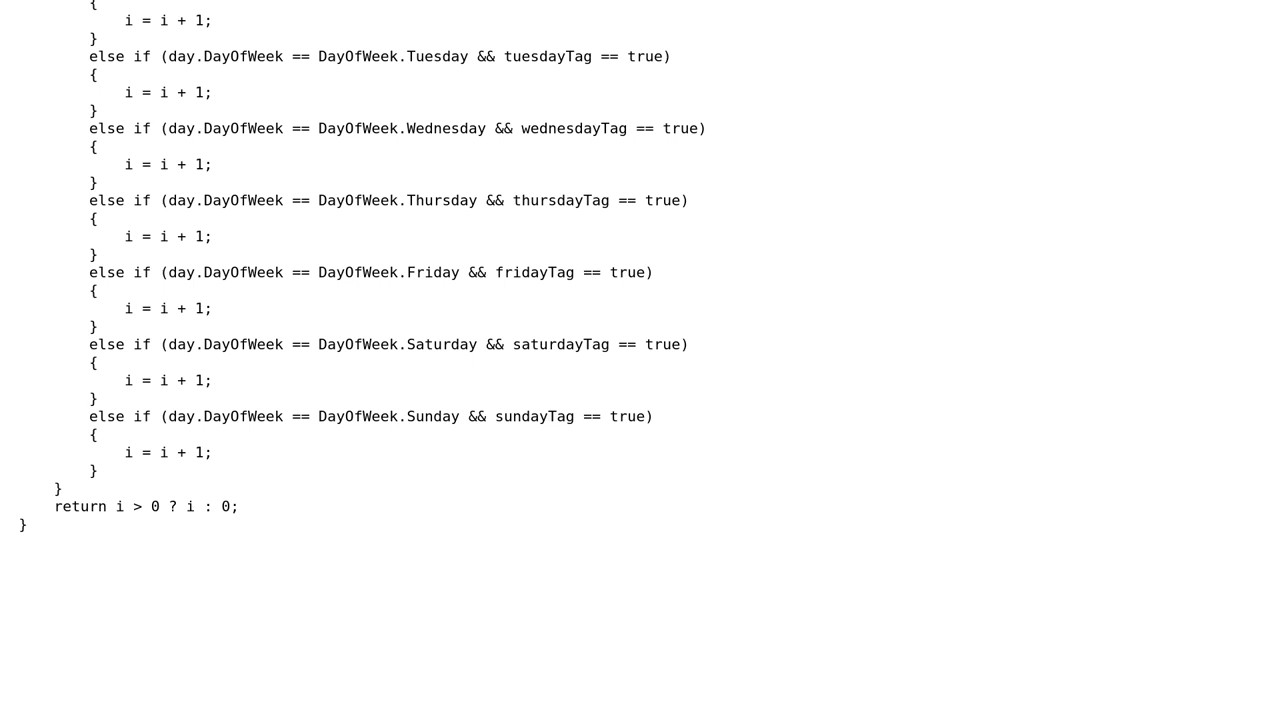 {
i = i + 1;
}
else if (day.DayOfWeek == DayOfWeek.Tuesday && tuesdayTag == true)
{
i = i + 1;
}
else if (day.DayOfWeek == DayOfWeek.Wednesday && wednesdayTag == true)
{
i = i + 1;
}
else if (day.DayOfWeek == DayOfWeek.Thursday && thursdayTag == true)
{
i = i + 1;
}
else if (day.DayOfWeek == DayOfWeek.Friday && fridayTag == true)
{
i = i + 1;
}
else if (day.DayOfWeek == DayOfWeek.Saturday && saturdayTag == true)
{
i = i + 1;
}
else if (day.DayOfWeek == DayOfWeek.Sunday && sundayTag == true)
{
i = i + 1;
}
}
return i > 0 ? i : 0;
}